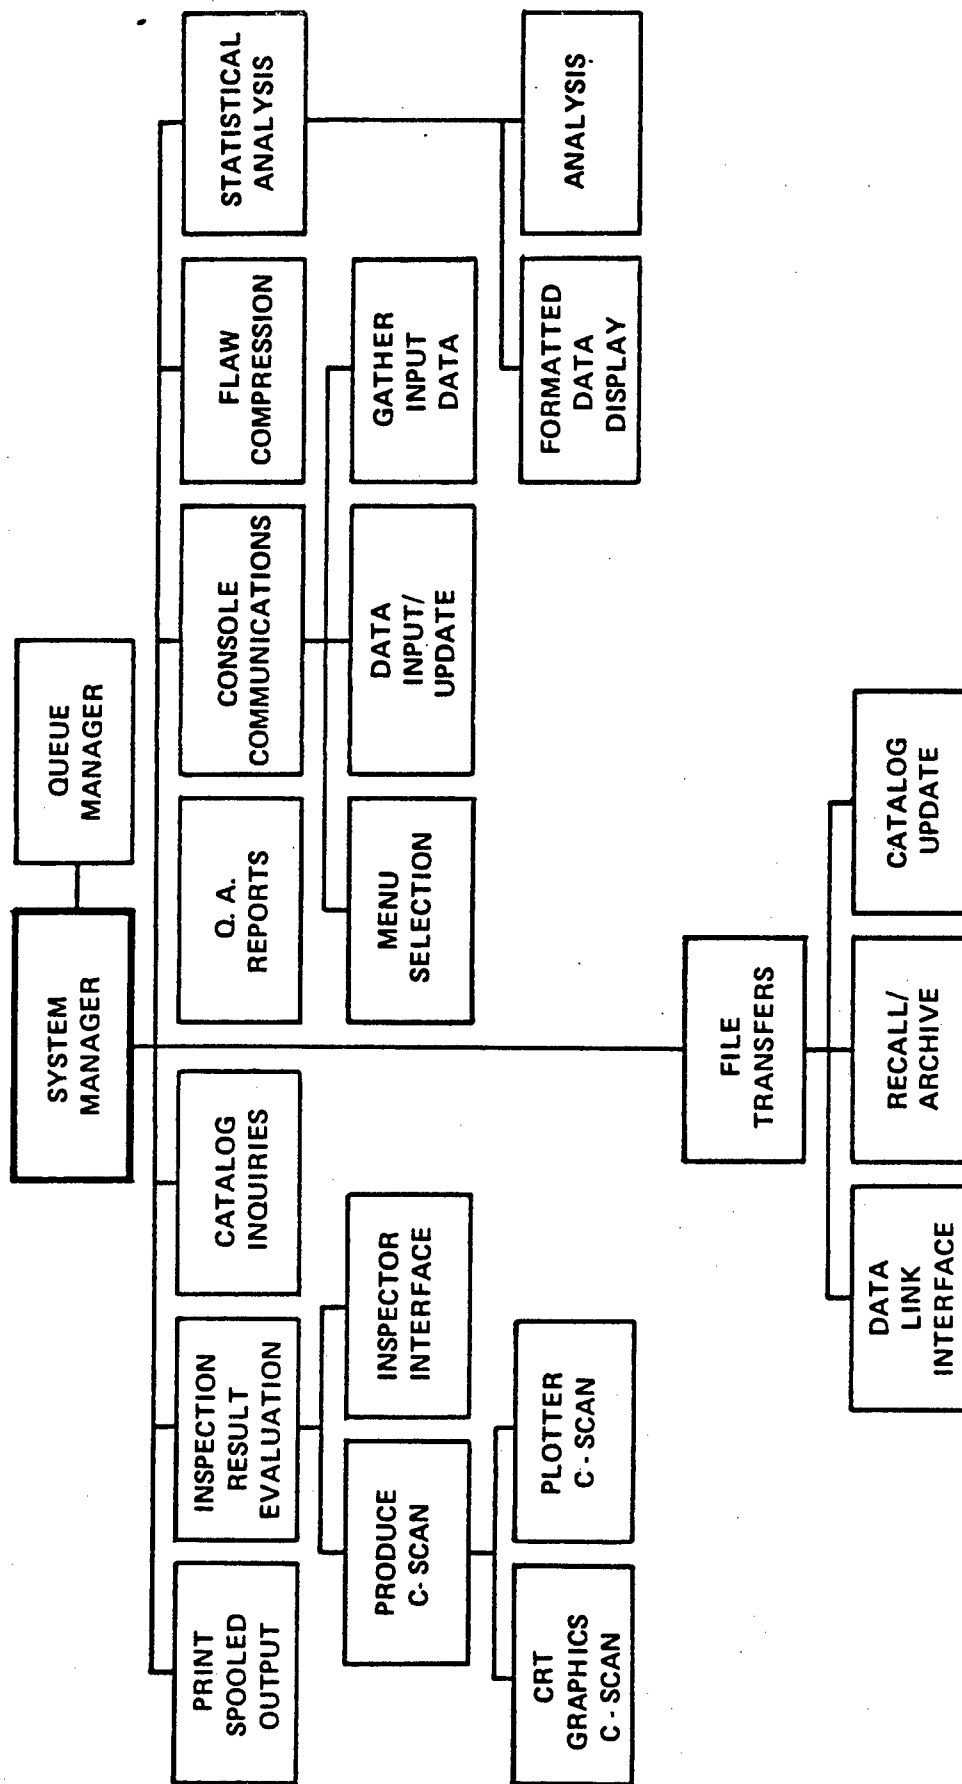 SYSTEM
MANAGER
QUEUE
MANAGER
PRINT
SPOOLED
OUTPUT
INSPECTION
RESULT
EVALUATION
CATALOG
INQUIRIES
Q. A.
REPORTS
CONSOLE
COMMUNICATIONS
FLAW
COMPRESSION
STATISTICAL
ANALYSIS
PRODUCE
C-SCAN
INSPECTOR
INTERFACE
MENU
SELECTION
DATA
INPUT/
UPDATE
GATHER
INPUT
DATA
CRT
GRAPHICS
C-SCAN
PLOTTER
C-SCAN
FORMATTED
DATA
DISPLAY
ANALYSIS
FILE
TRANSFERS
DATA
LINK
INTERFACE
RECALL/
ARCHIVE
CATALOG
UPDATE